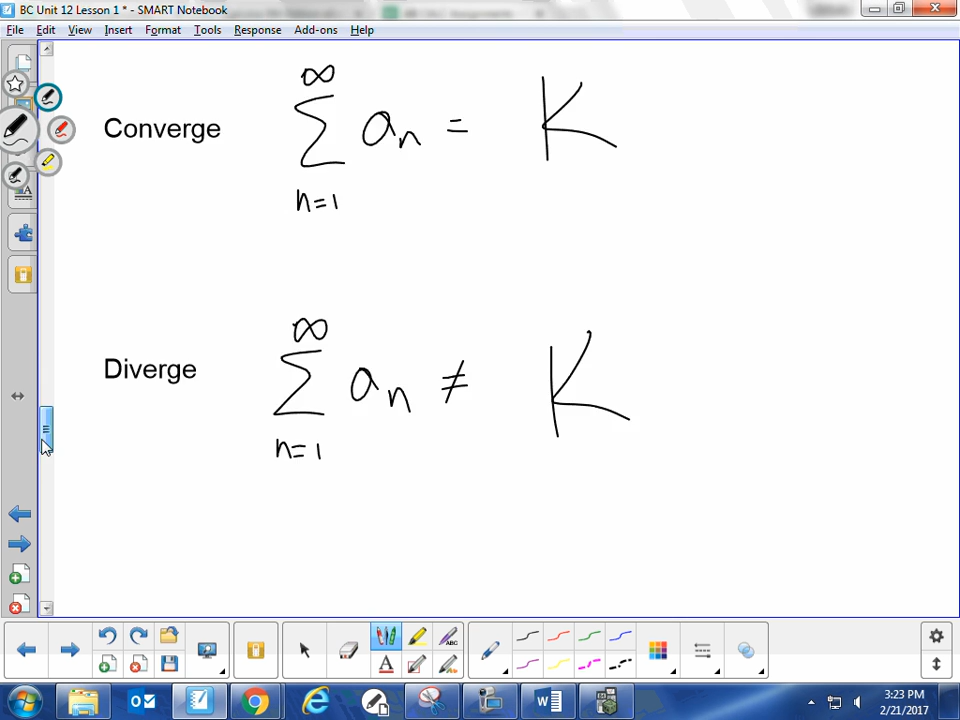 BC Unit 12 Lesson 1 * - SMART Notebook
File Edit View Insert Format Tools Response Add-ons Help
∞
Converge ∑ aₙ = K
n=1
∞
Diverge ∑ aₙ ≠ K
n=1
3:23 PM
2/21/2017